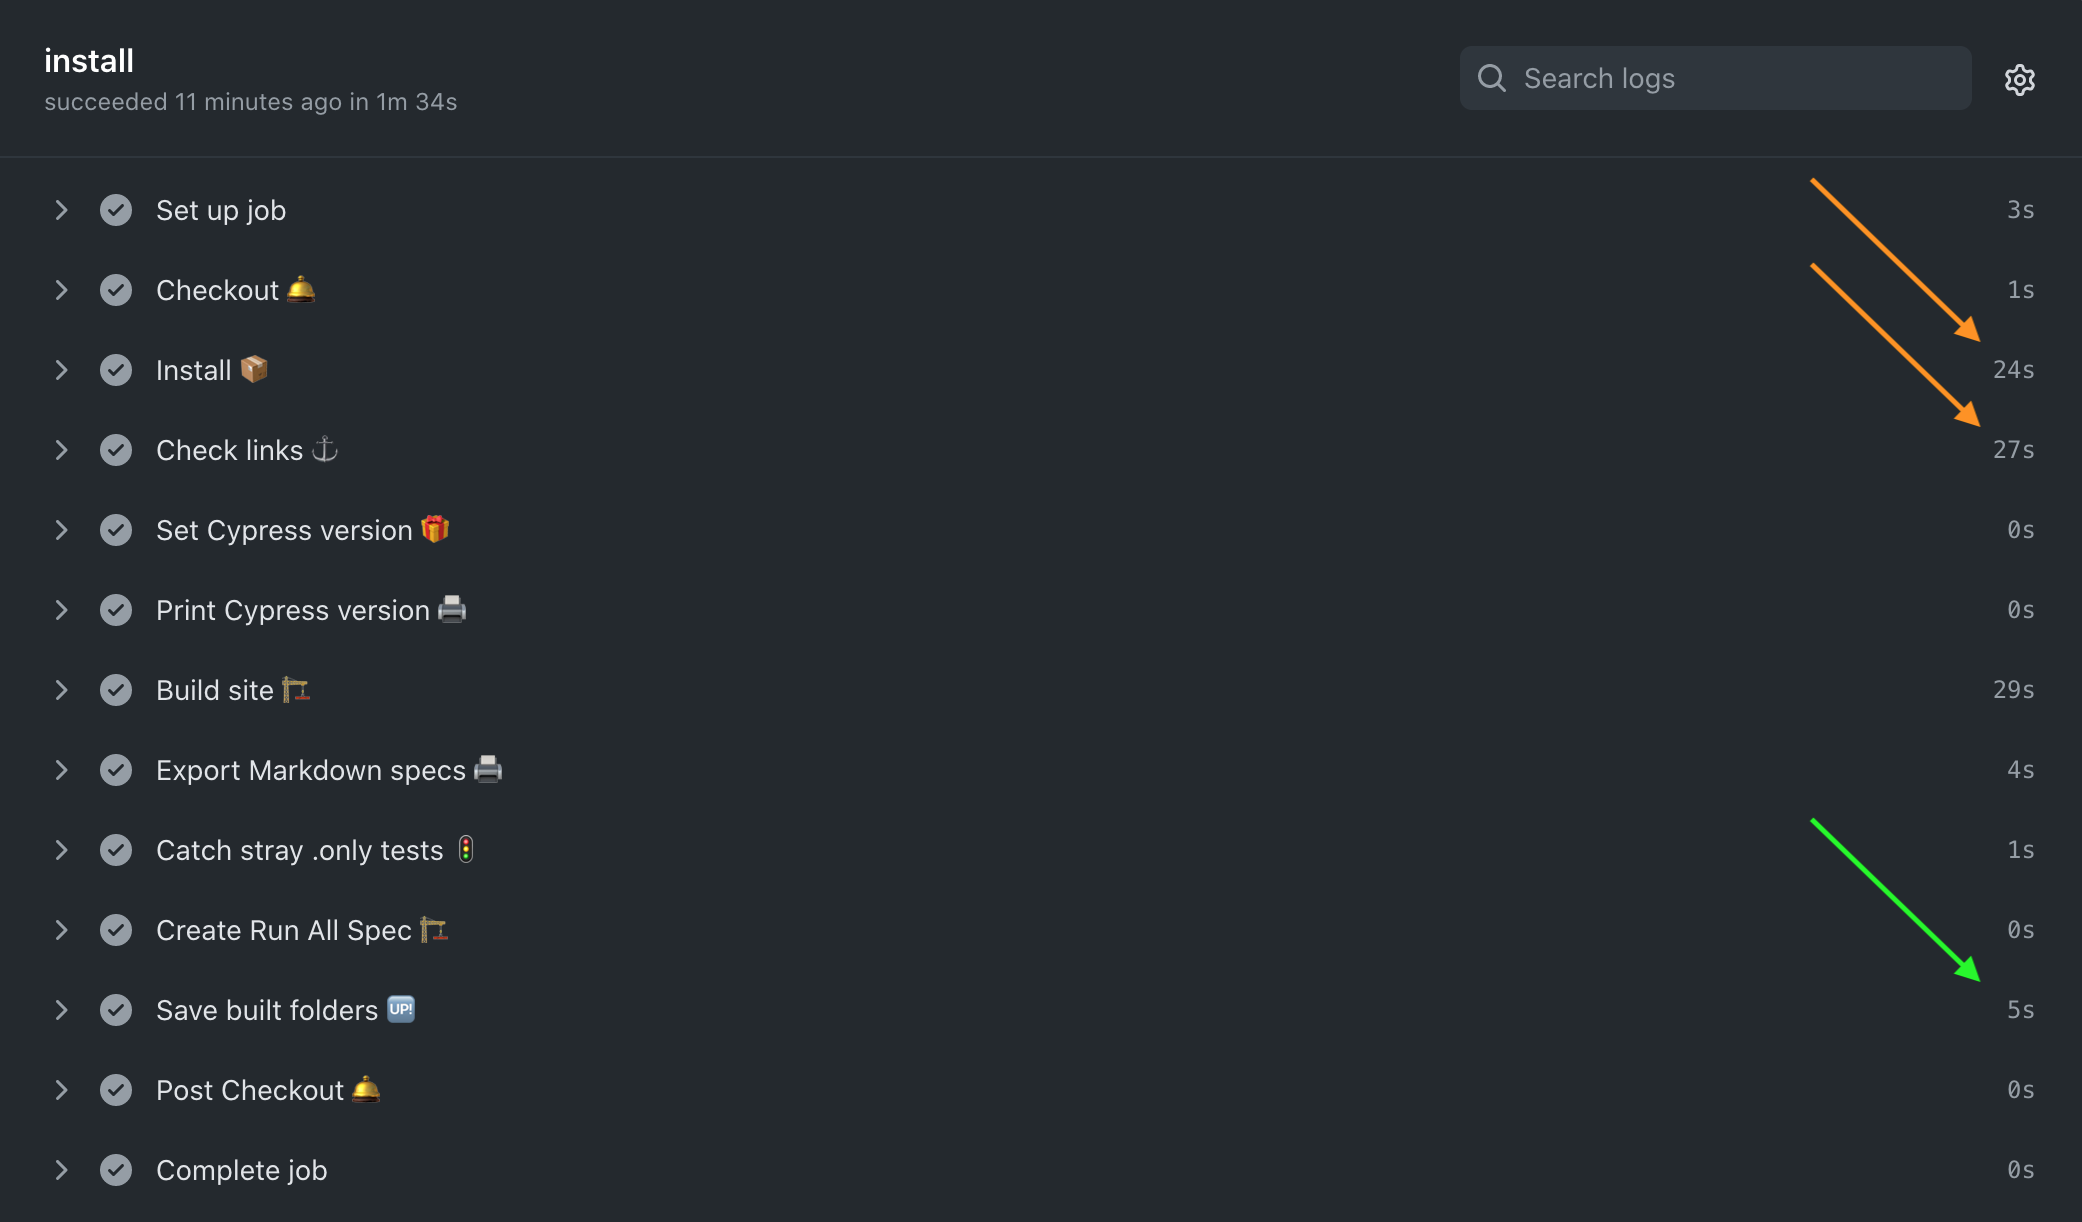 install
succeeded 11 minutes ago in 1m 34s
Search logs
Set up job 3s
Checkout 🛎 1s
Install 📦 24s
Check links ⚓ 27s
Set Cypress version 🎁 0s
Print Cypress version 🖨 0s
Build site 🏗 29s
Export Markdown specs 🖨 4s
Catch stray .only tests 🚦 1s
Create Run All Spec 🏗 0s
Save built folders 🆙 5s
Post Checkout 🛎 0s
Complete job 0s